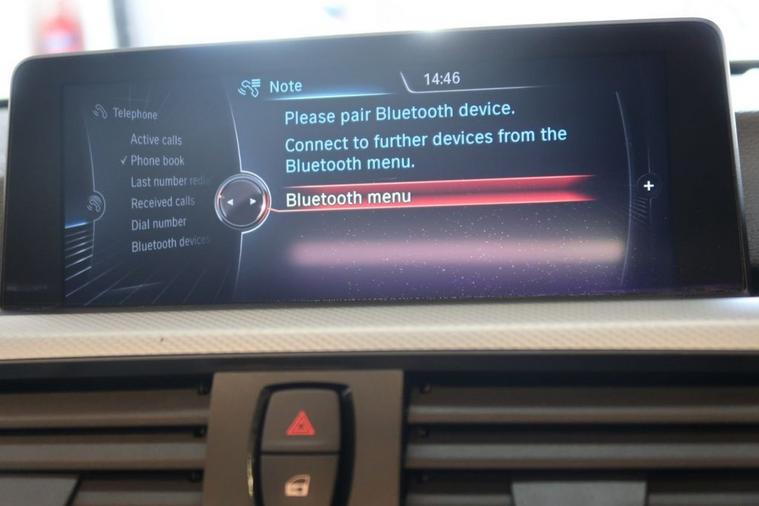 Note
14:46
Telephone
Active calls
✓ Phone book
Last number redia
Received calls
Dial number
Bluetooth devices
Please pair Bluetooth device.
Connect to further devices from the
Bluetooth menu.
Bluetooth menu
+